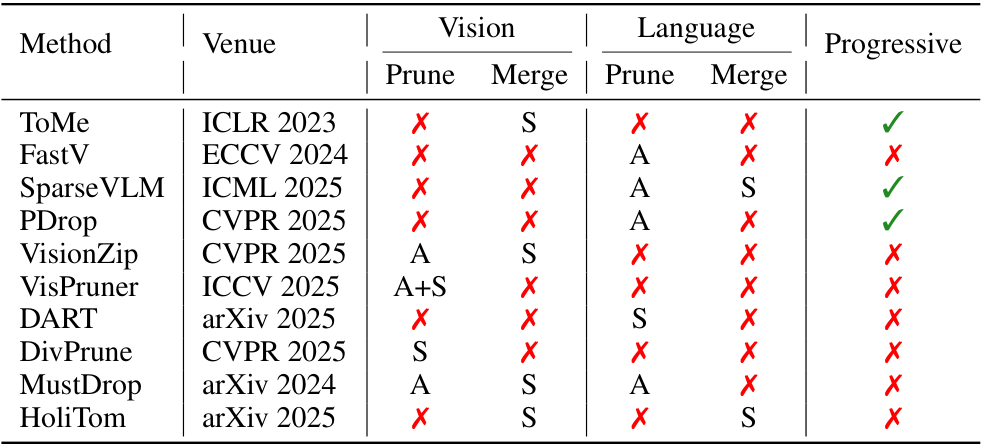 Method Venue Vision Language Progressive
Prune Merge Prune Merge
ToMe ICLR 2023 ✗ S ✗ ✗ ✓
FastV ECCV 2024 ✗ ✗ A ✗ ✗
SparseVLM ICML 2025 ✗ ✗ A S ✓
PDrop CVPR 2025 ✗ ✗ A ✗ ✓
VisionZip CVPR 2025 A S ✗ ✗ ✗
VisPruner ICCV 2025 A+S ✗ ✗ ✗ ✗
DART arXiv 2025 ✗ ✗ S ✗ ✗
DivPrune CVPR 2025 S ✗ ✗ ✗ ✗
MustDrop arXiv 2024 A S A ✗ ✗
HoliTom arXiv 2025 ✗ S ✗ S ✗